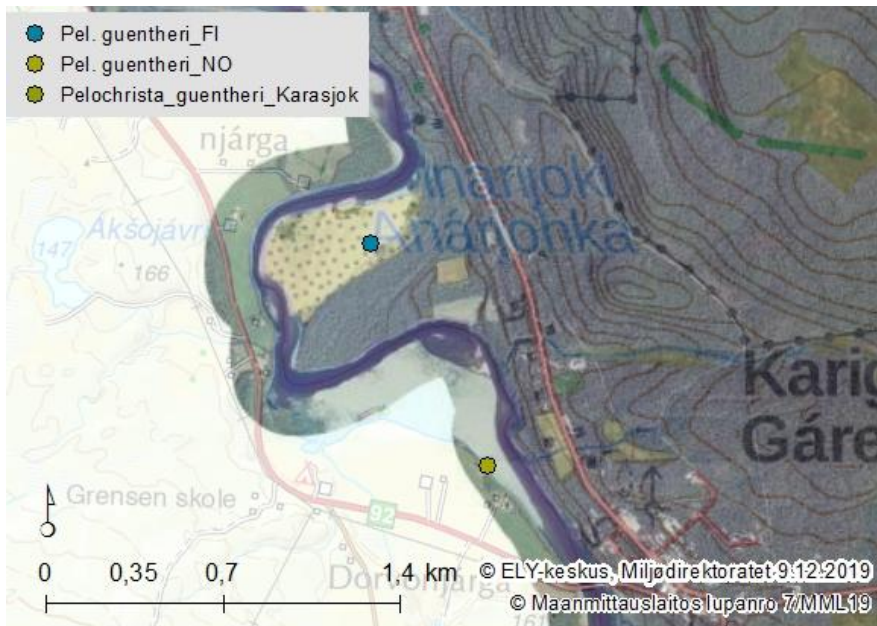 Pel. guentheri_FI
Pel. guentheri_NO
Pelochrista_guentheri_Karasjok
njárga
Inarijoki
Anárjohka
Akšojávri
147
166
Karig
Gáre
Grensen skole
92
Dorvonjárga
161
0 0,35 0,7 1,4 km
© ELY-keskus, Miljødirektoratet 9.12.2019
© Maanmittauslaitos lupanro 7/MML19